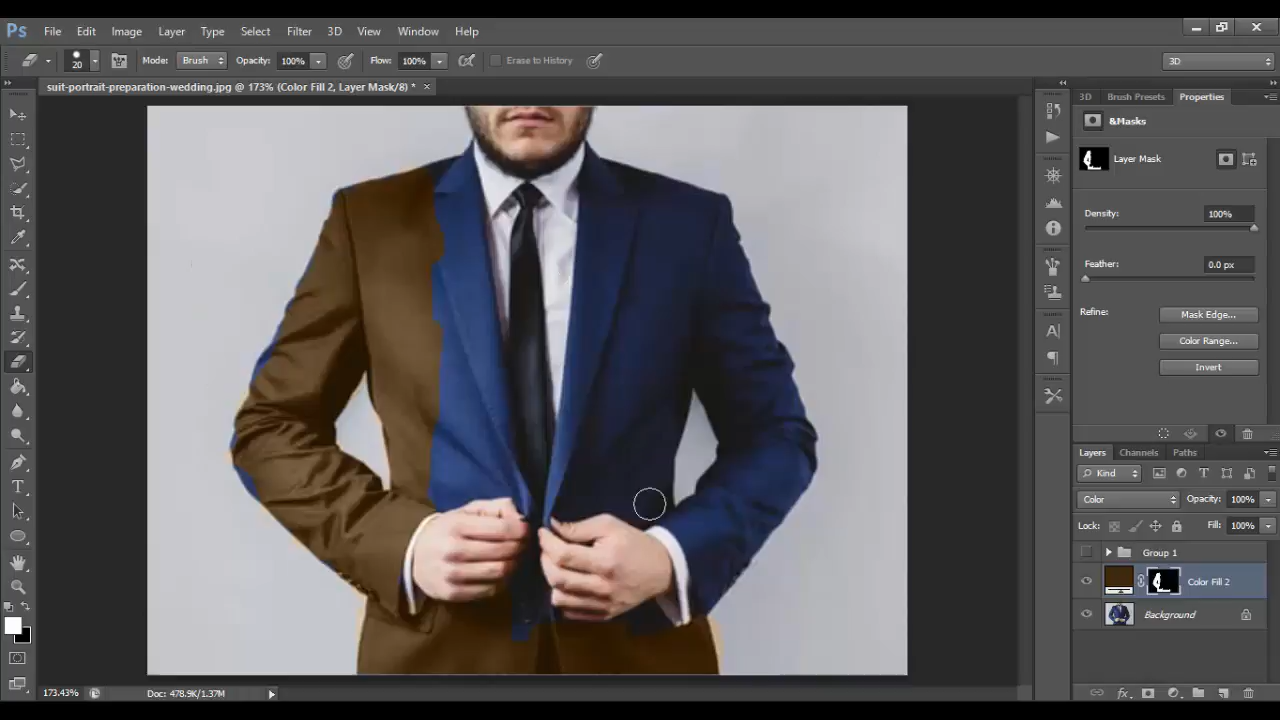 Ps File Edit Image Layer Type Select Filter 3D View Window Help
20 Mode: Brush Opacity: 100% Flow: 100% Erase to History 3D
suit-portrait-preparation-wedding.jpg @ 173% (Color Fill 2, Layer Mask/8) *
3D Brush Presets Properties
&Masks
Layer Mask
Density: 100%
Feather: 0.0 px
Refine: Mask Edge...
Color Range...
Invert
Layers Channels Paths
Kind
Color Opacity: 100%
Lock: Fill: 100%
Group 1
Color Fill 2
Background
173.43% Doc: 478.9K/1.37M